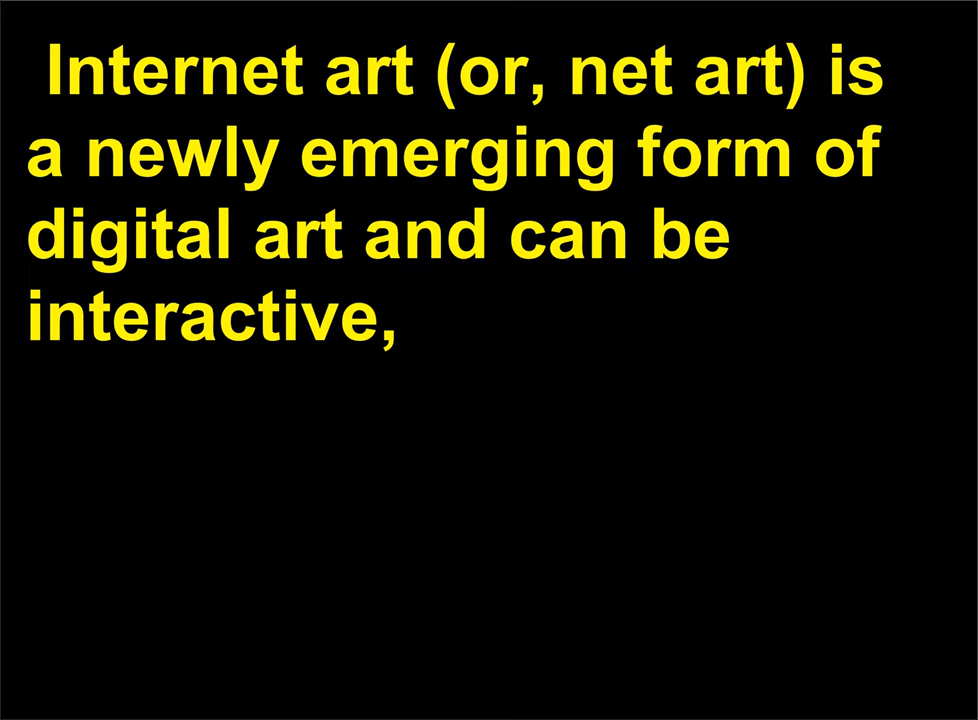 Internet art (or, net art) is
a newly emerging form of
digital art and can be
interactive,